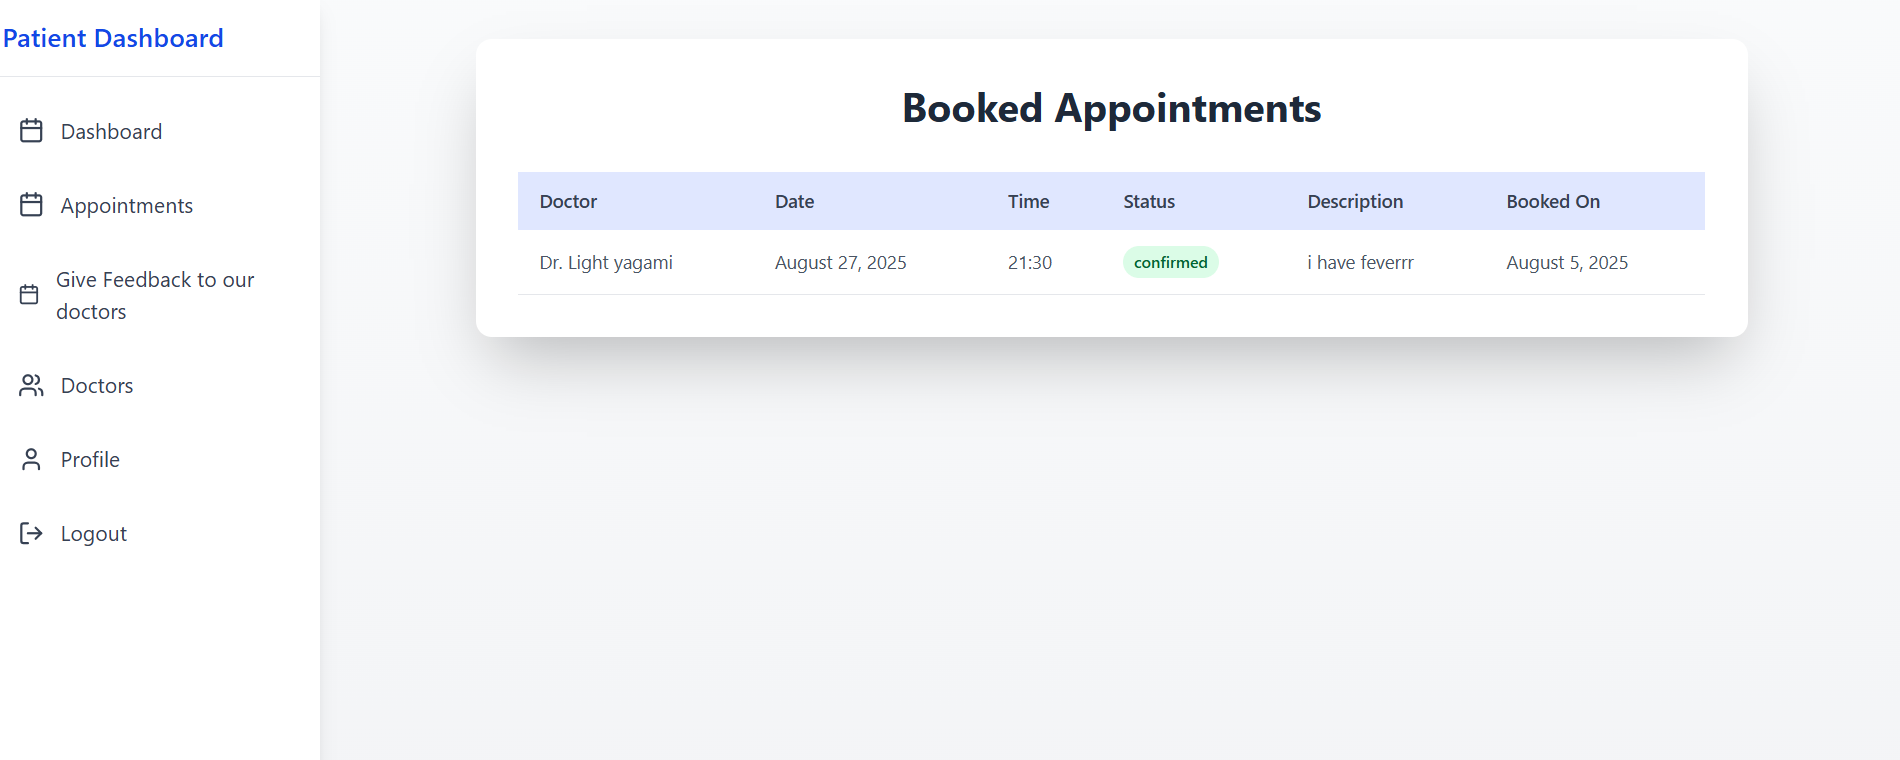 Patient Dashboard
Dashboard
Appointments
Give Feedback to our
doctors
Doctors
Profile
Logout
Booked Appointments
Doctor Date Time Status Description Booked On
Dr. Light yagami August 27, 2025 21:30 confirmed i have feverrr August 5, 2025